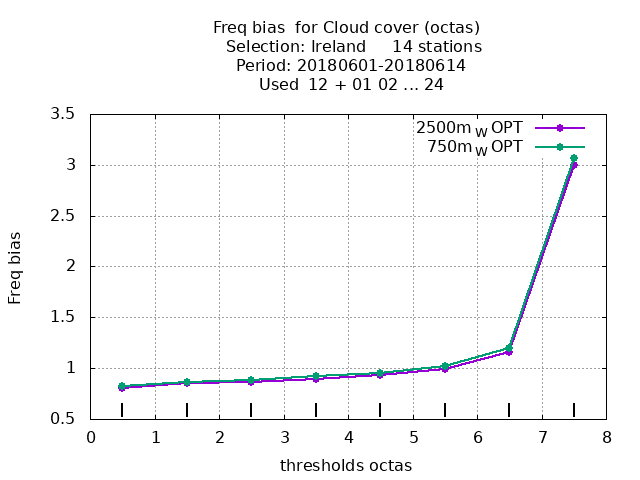 Freq bias  for Cloud cover (octas)
Selection: Ireland     14 stations
Period: 20180601-20180614
Used  12 + 01 02 ... 24
2500m_W OPT
750m_W OPT
3.5
3
2.5
2
1.5
1
0.5
Freq bias
0 1 2 3 4 5 6 7 8
thresholds octas